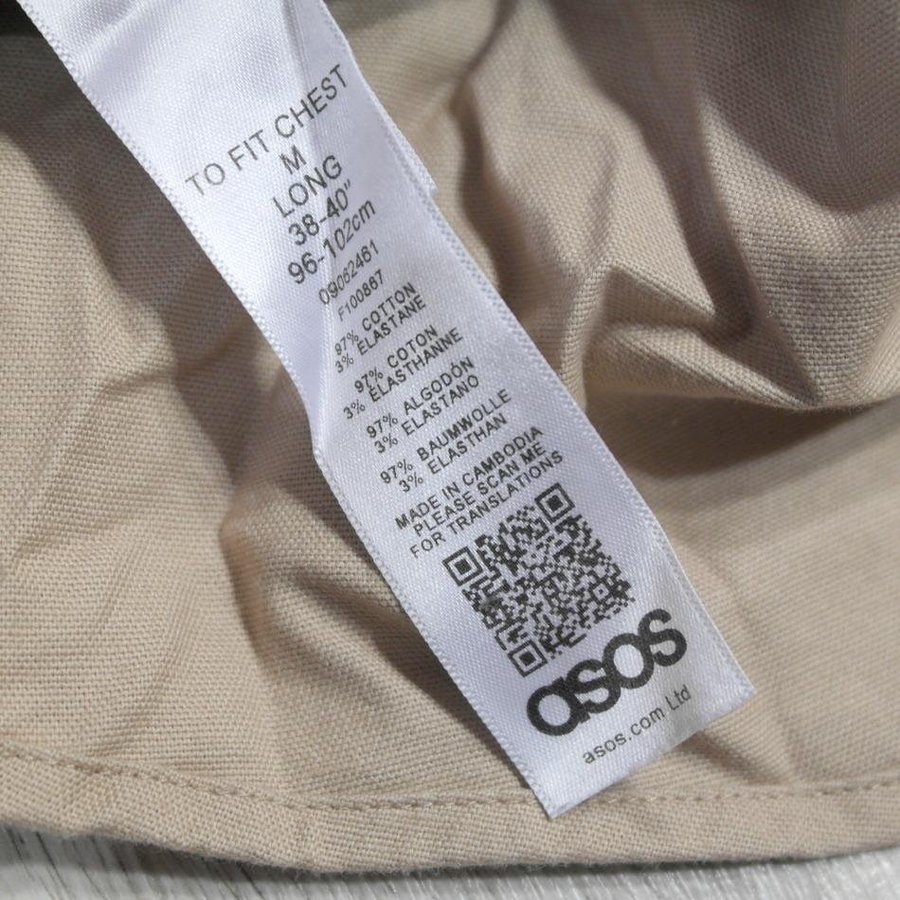 TO FIT CHEST
M
LONG
38-40"
96-102cm
09062461
F100867
97% COTTON
3% ELASTANE
97% COTON
3% ELASTHANNE
97% ALGODÓN
3% ELASTANO
97% BAUMWOLLE
3% ELASTHAN
MADE IN CAMBODIA
PLEASE SCAN ME
FOR TRANSLATIONS
asos
asos.com Ltd